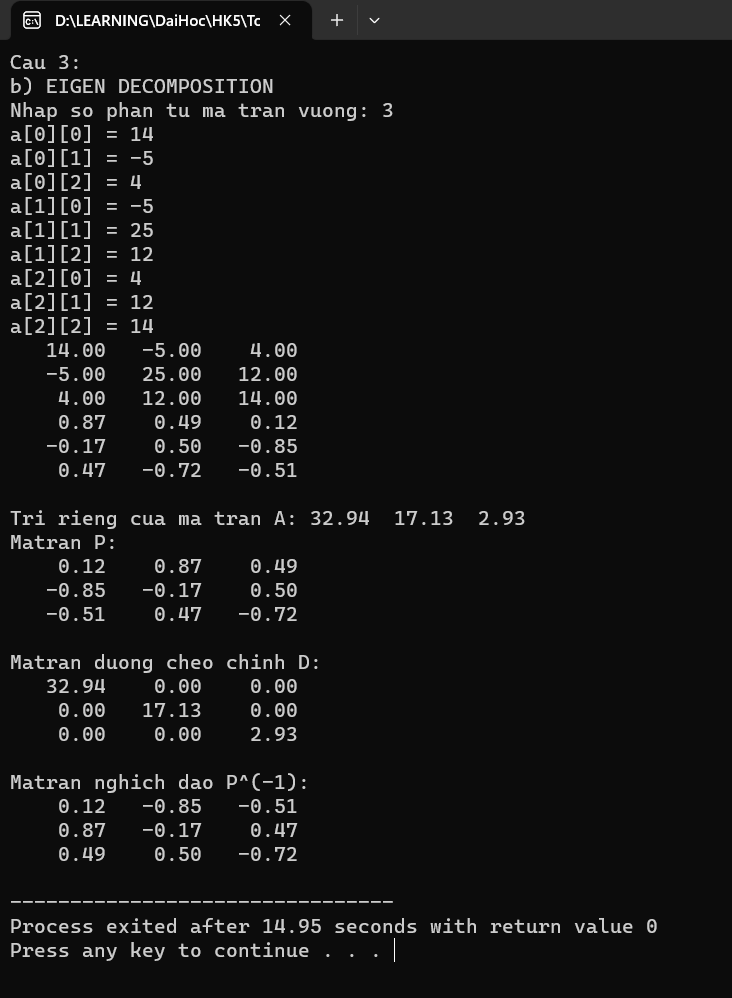 D:\LEARNING\DaiHoc\HK5\To
Cau 3:
b) EIGEN DECOMPOSITION
Nhap so phan tu ma tran vuong: 3
a[0][0] = 14
a[0][1] = -5
a[0][2] = 4
a[1][0] = -5
a[1][1] = 25
a[1][2] = 12
a[2][0] = 4
a[2][1] = 12
a[2][2] = 14
14.00 -5.00 4.00
-5.00 25.00 12.00
4.00 12.00 14.00
0.87 0.49 0.12
-0.17 0.50 -0.85
0.47 -0.72 -0.51
Tri rieng cua ma tran A: 32.94 17.13 2.93
Matran P:
0.12 0.87 0.49
-0.85 -0.17 0.50
-0.51 0.47 -0.72
Matran duong cheo chinh D:
32.94 0.00 0.00
0.00 17.13 0.00
0.00 0.00 2.93
Matran nghich dao P^(-1):
0.12 -0.85 -0.51
0.87 -0.17 0.47
0.49 0.50 -0.72
--------------------------------
Process exited after 14.95 seconds with return value 0
Press any key to continue . . .